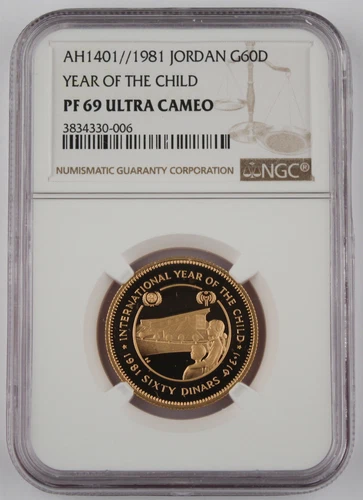 AH1401//1981 JORDAN G60D
YEAR OF THE CHILD
PF 69 ULTRA CAMEO
3834330-006
NUMISMATIC GUARANTY CORPORATION
NGC®
INTERNATIONAL YEAR OF THE CHILD
1981 SIXTY DINARS ١٤٠١